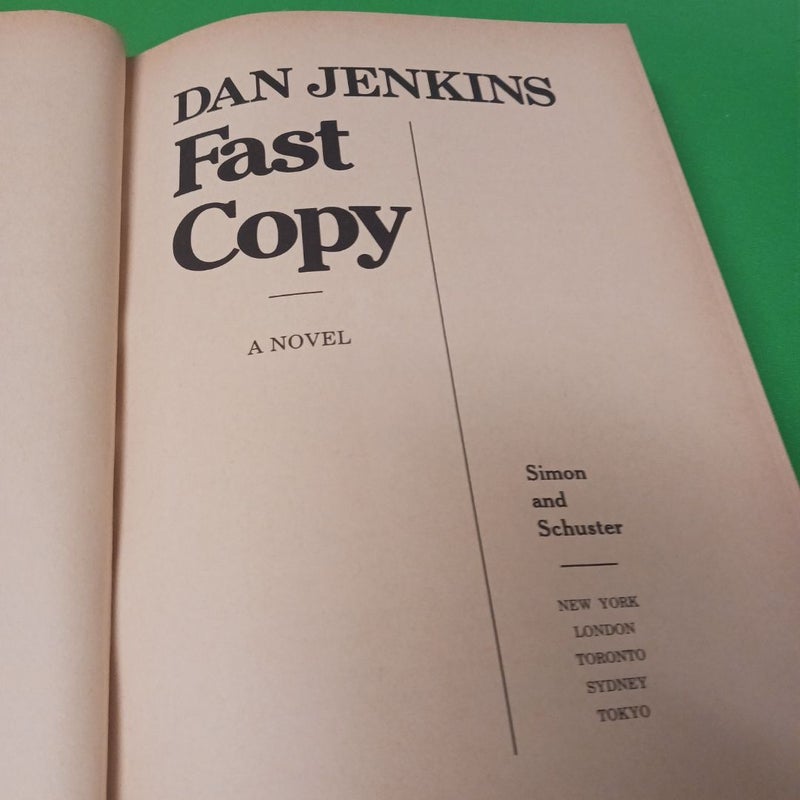 DAN JENKINS
Fast
Copy
A NOVEL
Simon
and
Schuster
NEW YORK
LONDON
TORONTO
SYDNEY
TOKYO